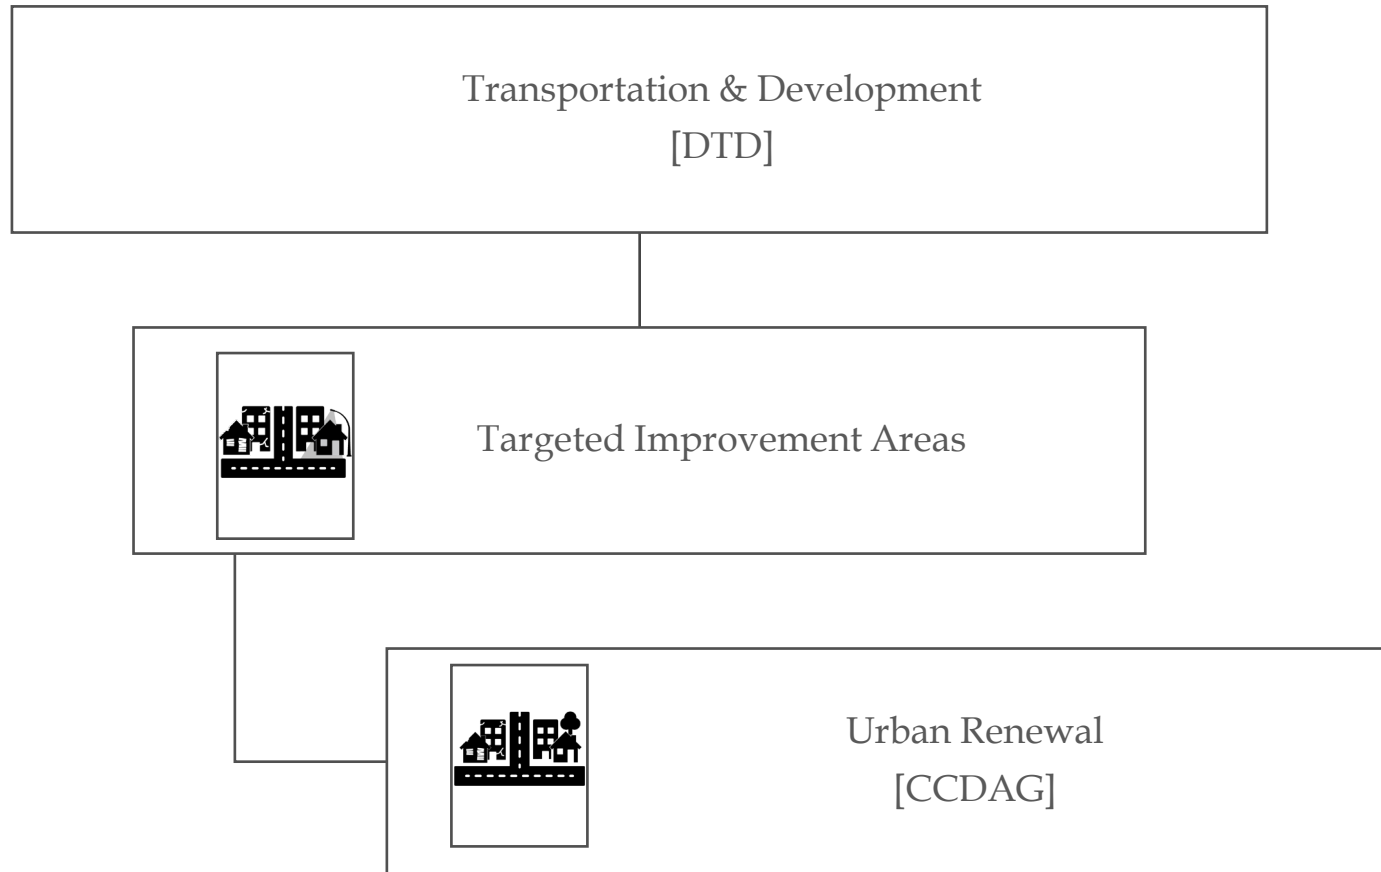 Transportation & Development
[DTD]
Targeted Improvement Areas
Urban Renewal
[CCDAG]